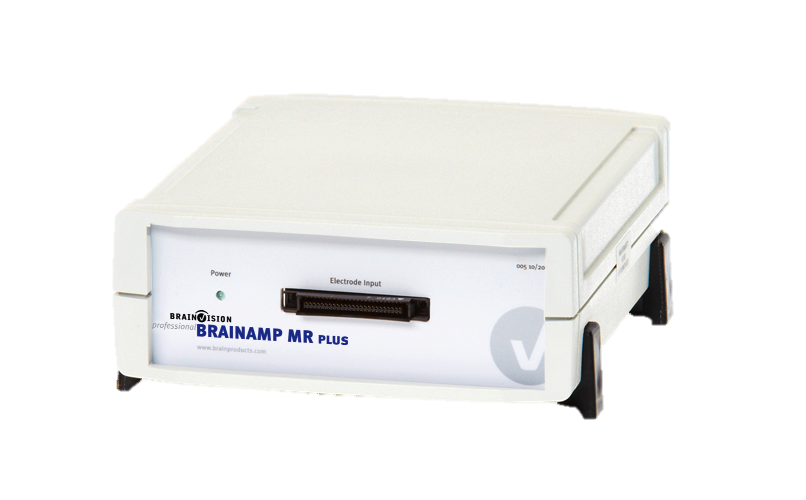 005 10/20
Power
Electrode Input
BRAINVISION
professional BRAINAMP MR PLUS
www.brainproducts.com
V